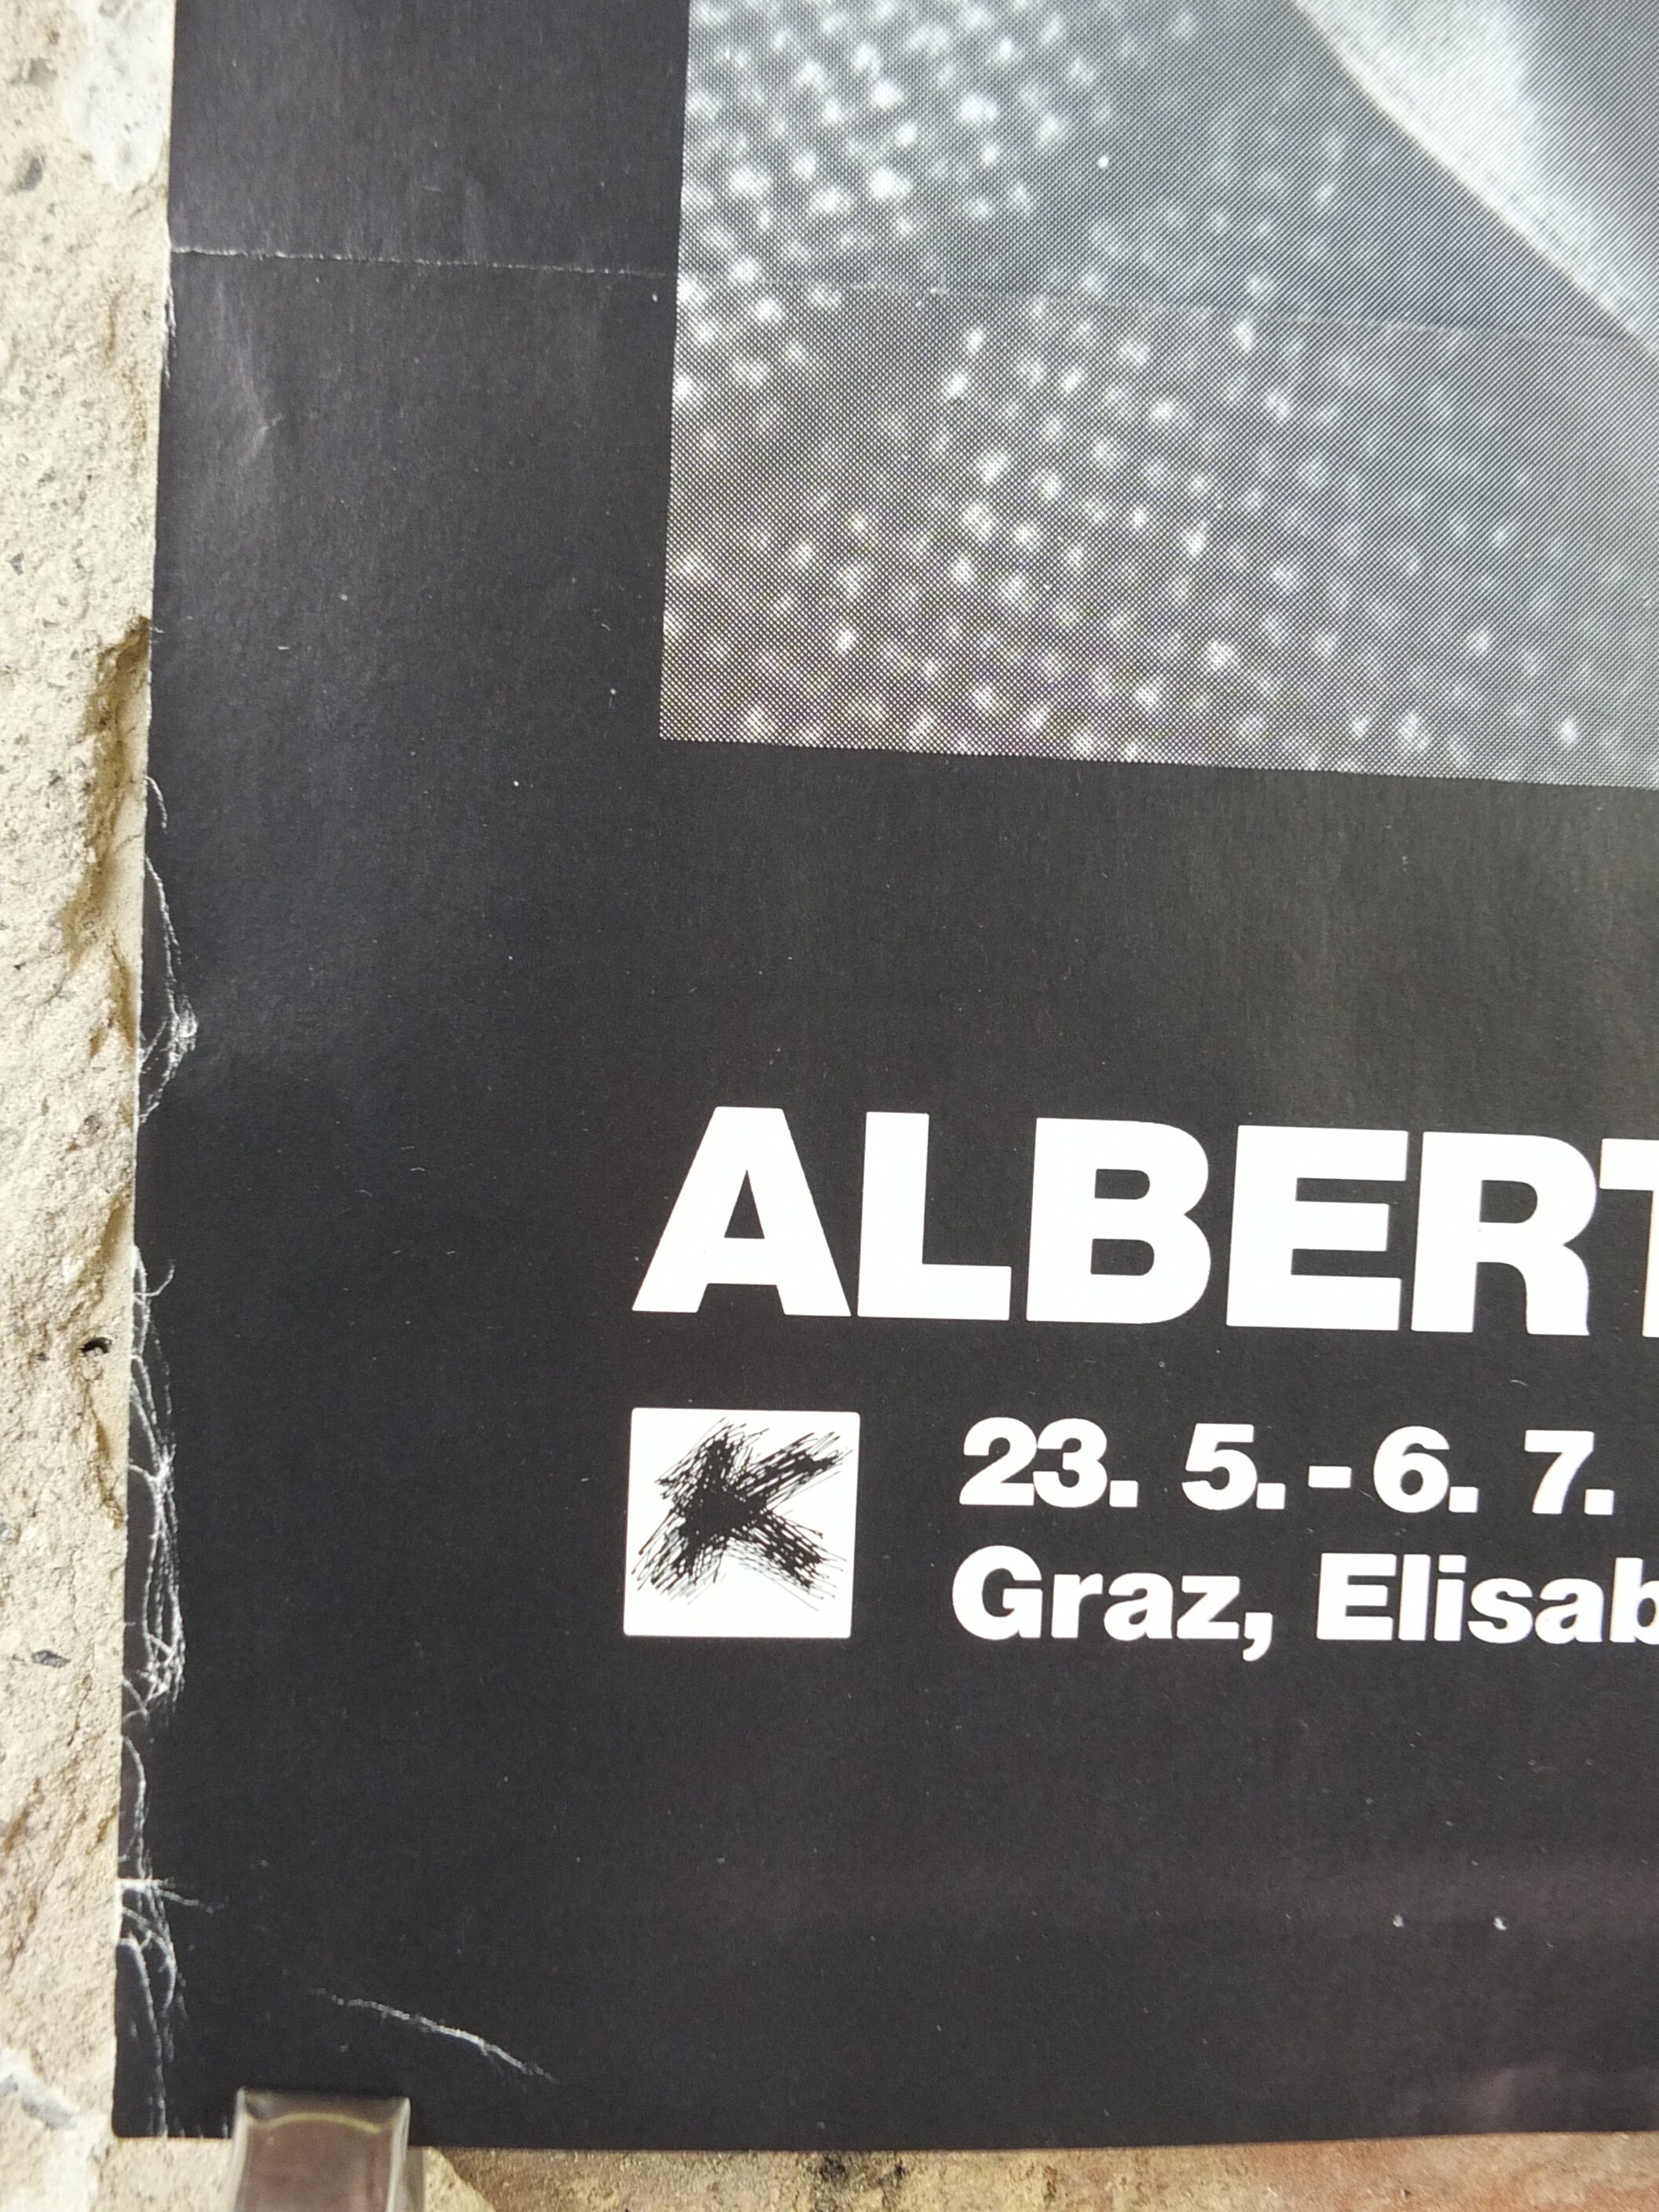 ALBERT
K
23. 5. - 6. 7.
Graz, Elisab